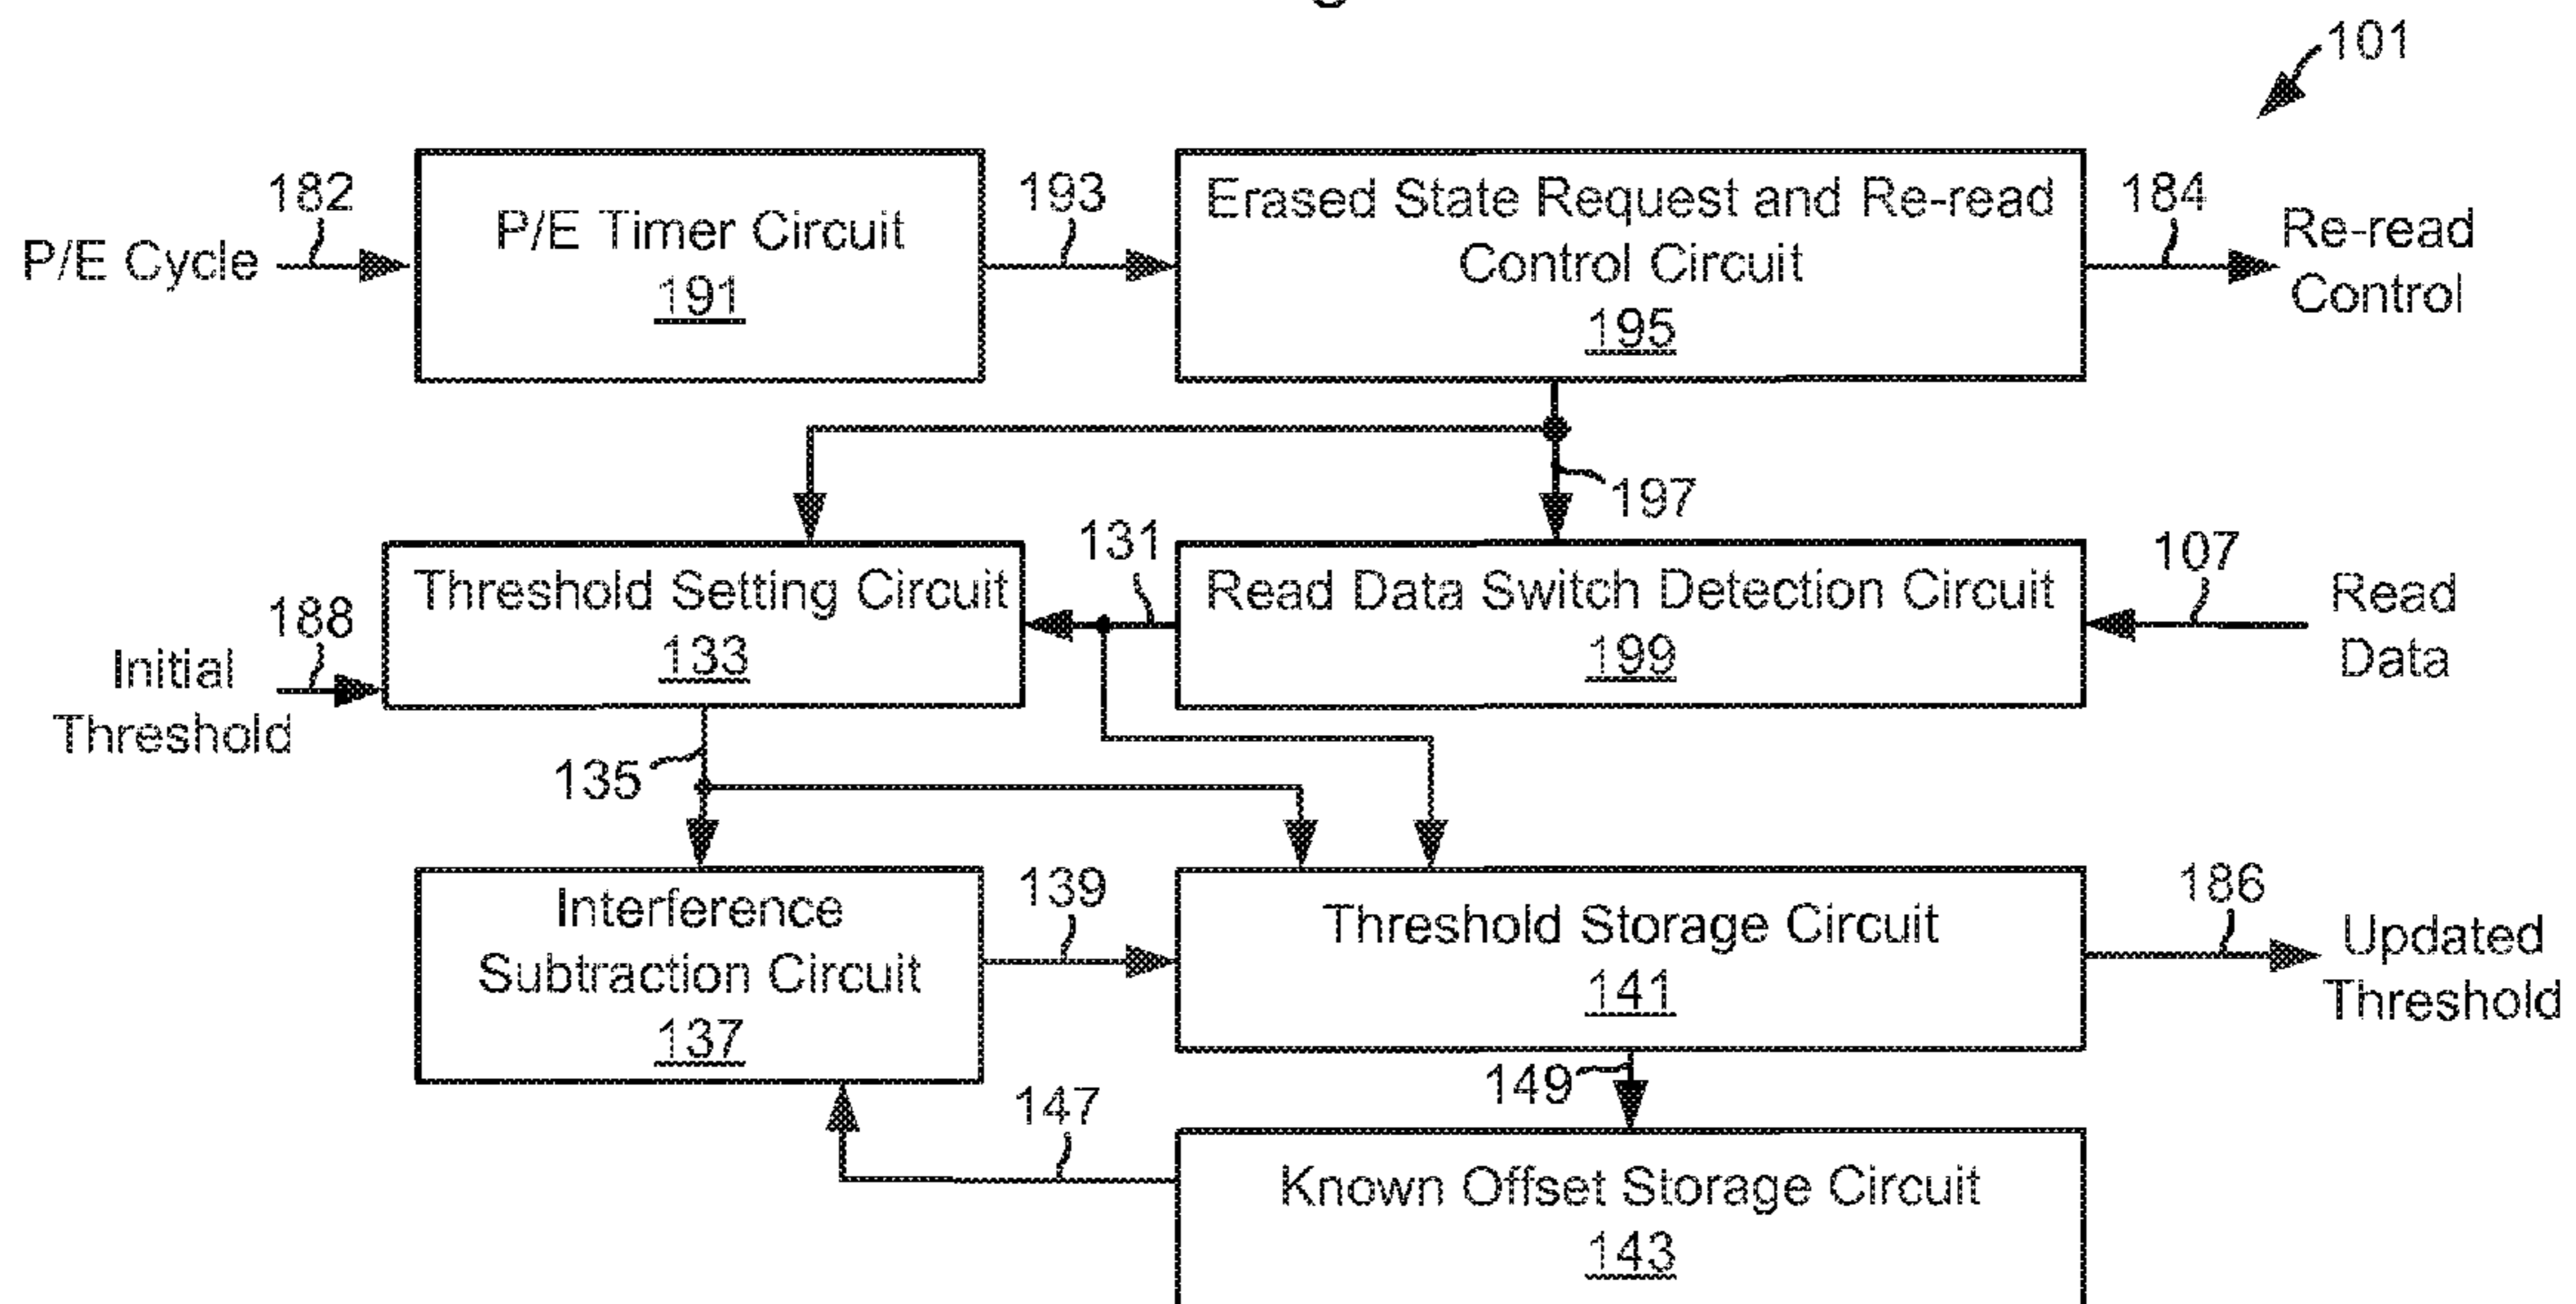 101
182
193
184
P/E Cycle
P/E Timer Circuit
191
Erased State Request and Re-read
Control Circuit
195
Re-read
Control
197
131
107
188
Initial
Threshold
Threshold Setting Circuit
133
Read Data Switch Detection Circuit
199
Read
Data
135
139
186
Interference
Subtraction Circuit
137
Threshold Storage Circuit
141
Updated
Threshold
149
147
Known Offset Storage Circuit
143